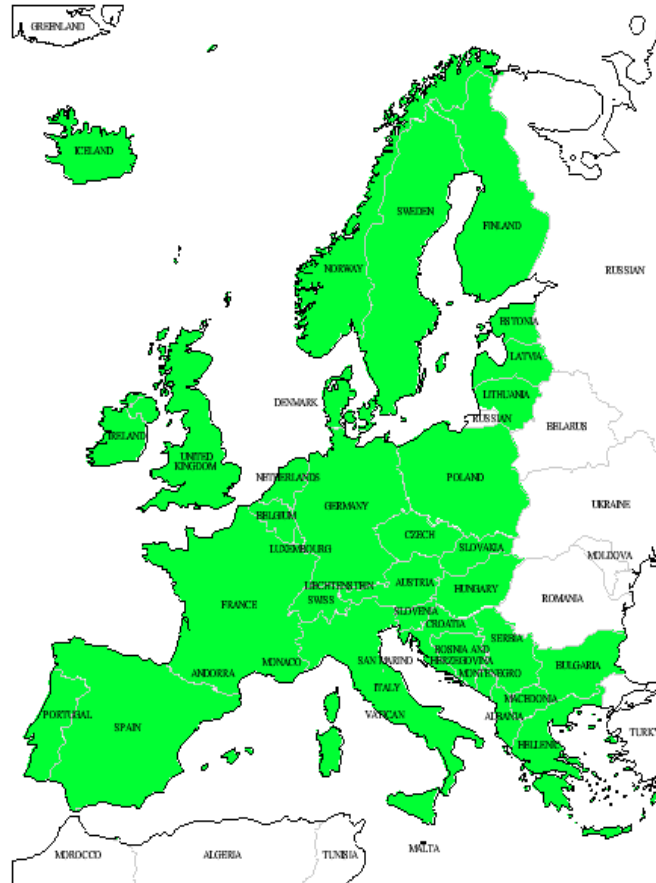 GREENLAND
ICELAND
SWEDEN
FINLAND
NORWAY
RUSSIAN
ESTONIA
LATVIA
LITHUANIA
DENMARK
RUSSIAN
BELARUS
IRELAND
UNITED
KINGDOM
NETHERLANDS
POLAND
GERMANY
UKRAINE
BELGIUM
CZECH
LUXEMBOURG
SLOVAKIA
MOLDOVA
LIECHTENSTEIN
AUSTRIA
HUNGARY
ROMANIA
SWISS
FRANCE
SLOVENIA
CROATIA
SERBIA
BOSNIA AND
HERZEGOVINA
SAN MARINO
MONACO
ANDORRA
MONTENEGRO
BULGARIA
ITALY
MACEDONIA
PORTUGAL
SPAIN
VATICAN
ALBANIA
HELLENIC
TURKY
MALTA
MOROCCO
ALGERIA
TUNISIA